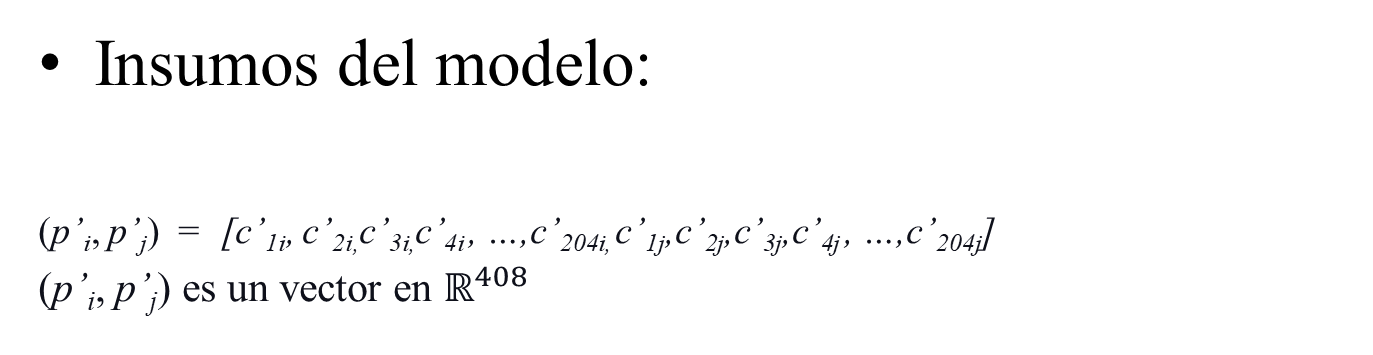 • Insumos del modelo:
(p’ᵢ, p’ⱼ) = [c’₁ᵢ, c’₂ᵢ,c’₃ᵢ,c’₄ᵢ, ...,c’₂₀₄ᵢ, c’₁ⱼ,c’₂ⱼ,c’₃ⱼ,c’₄ⱼ, ...,c’₂₀₄ⱼ]
(p’ᵢ, p’ⱼ) es un vector en ℝ⁴⁰⁸